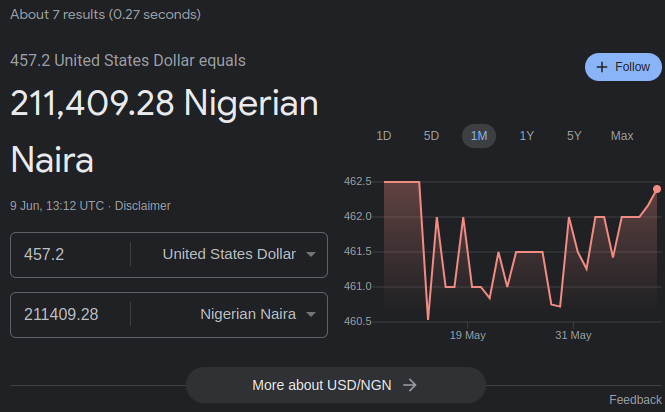 About 7 results (0.27 seconds)
457.2 United States Dollar equals
+ Follow
211,409.28 Nigerian
Naira
9 Jun, 13:12 UTC · Disclaimer
457.2 United States Dollar
211409.28 Nigerian Naira
1D 5D 1M 1Y 5Y Max
462.5
462.0
461.5
461.0
460.5
19 May 31 May
More about USD/NGN →
Feedback